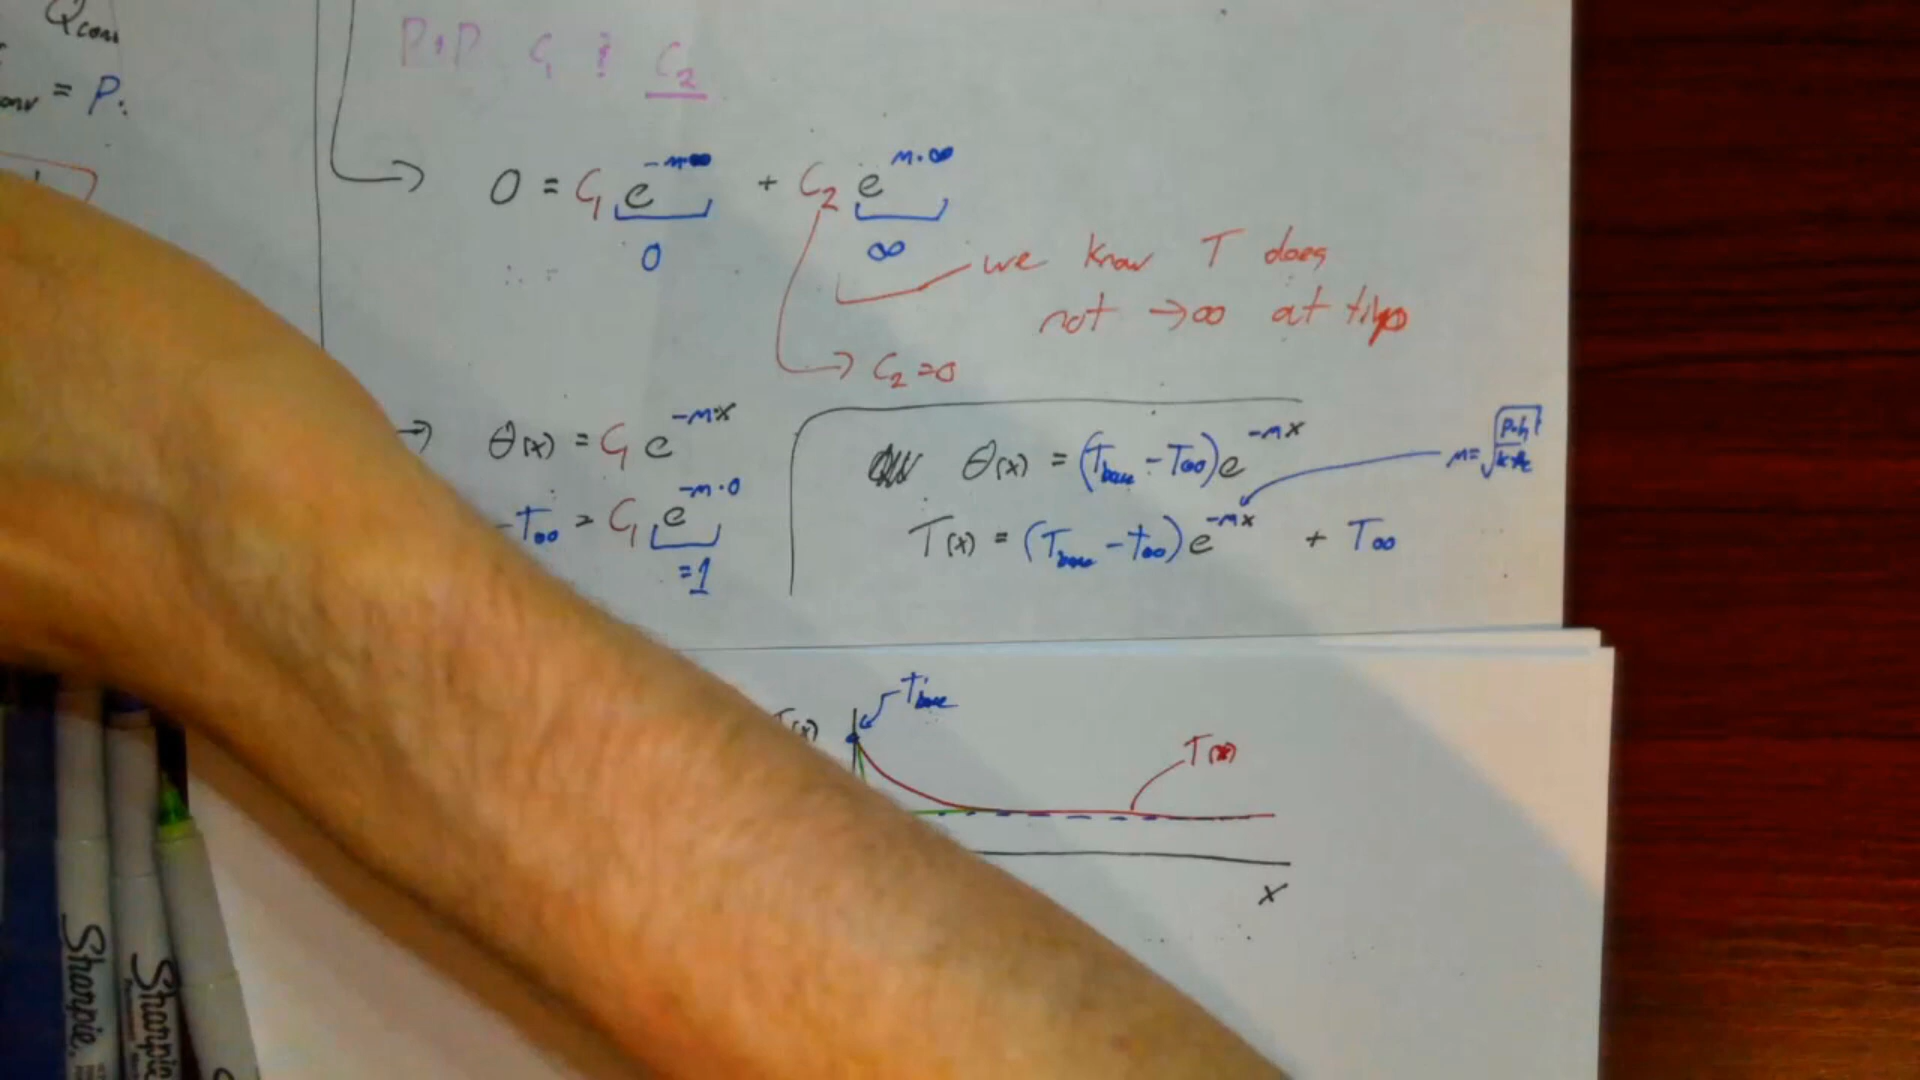 Qconv
= P.
C₁ & C₂
0 = C₁ e^(-m·∞) + C₂ e^(m·∞)
0 ∞
we know T does
not → ∞ at tip
→ C₂ = 0
→ θ(x) = C₁ e^(-m·x)
-T∞ = C₁ e^(-m·0)
=1
θ(x) = (Tbase - T∞) e^(-mx)
m = √(P·h / k·Ac)
T(x) = (Tbase - T∞) e^(-mx) + T∞
Tbase
(x)
T(x)
x
Sharpie.
Sharpie